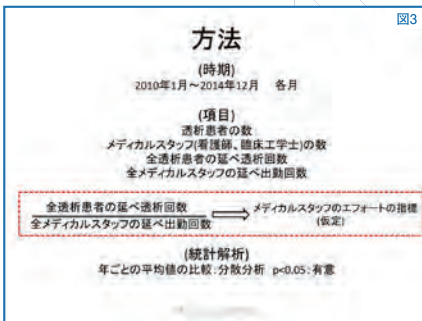 図3
方法
(時期)
2010年1月～2014年12月　各月
(項目)
透析患者の数
メディカルスタッフ(看護師、臨床工学士)の数
全透析患者の延べ透析回数
全メディカルスタッフの延べ出勤回数
全透析患者の延べ透析回数
全メディカルスタッフの延べ出勤回数
メディカルスタッフのエフォートの指標
(仮定)
(統計解析)
年ごとの平均値の比較:分散分析　p<0.05:有意